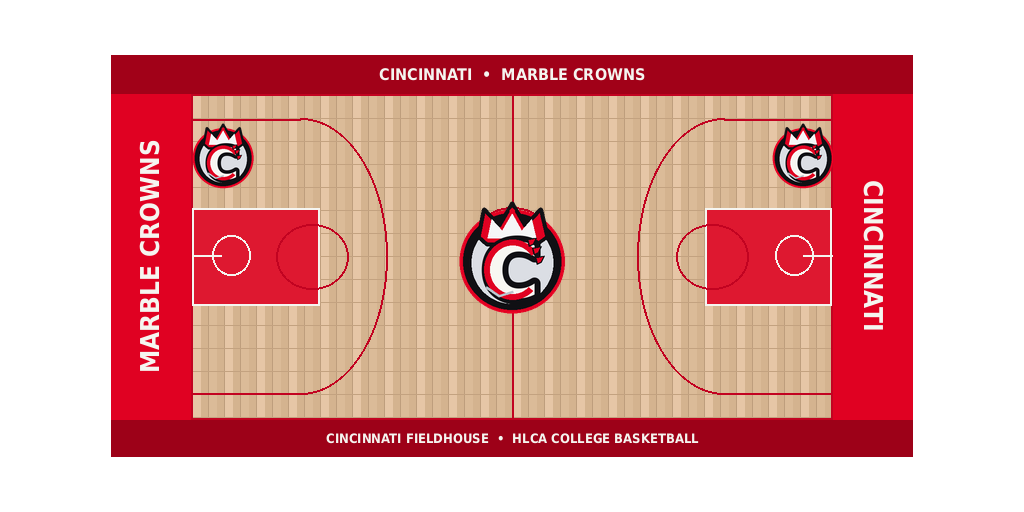 CINCINNATI • MARBLE CROWNS
MARBLE CROWNS
C
C
C
CINCINNATI
CINCINNATI FIELDHOUSE • HLCA COLLEGE BASKETBALL